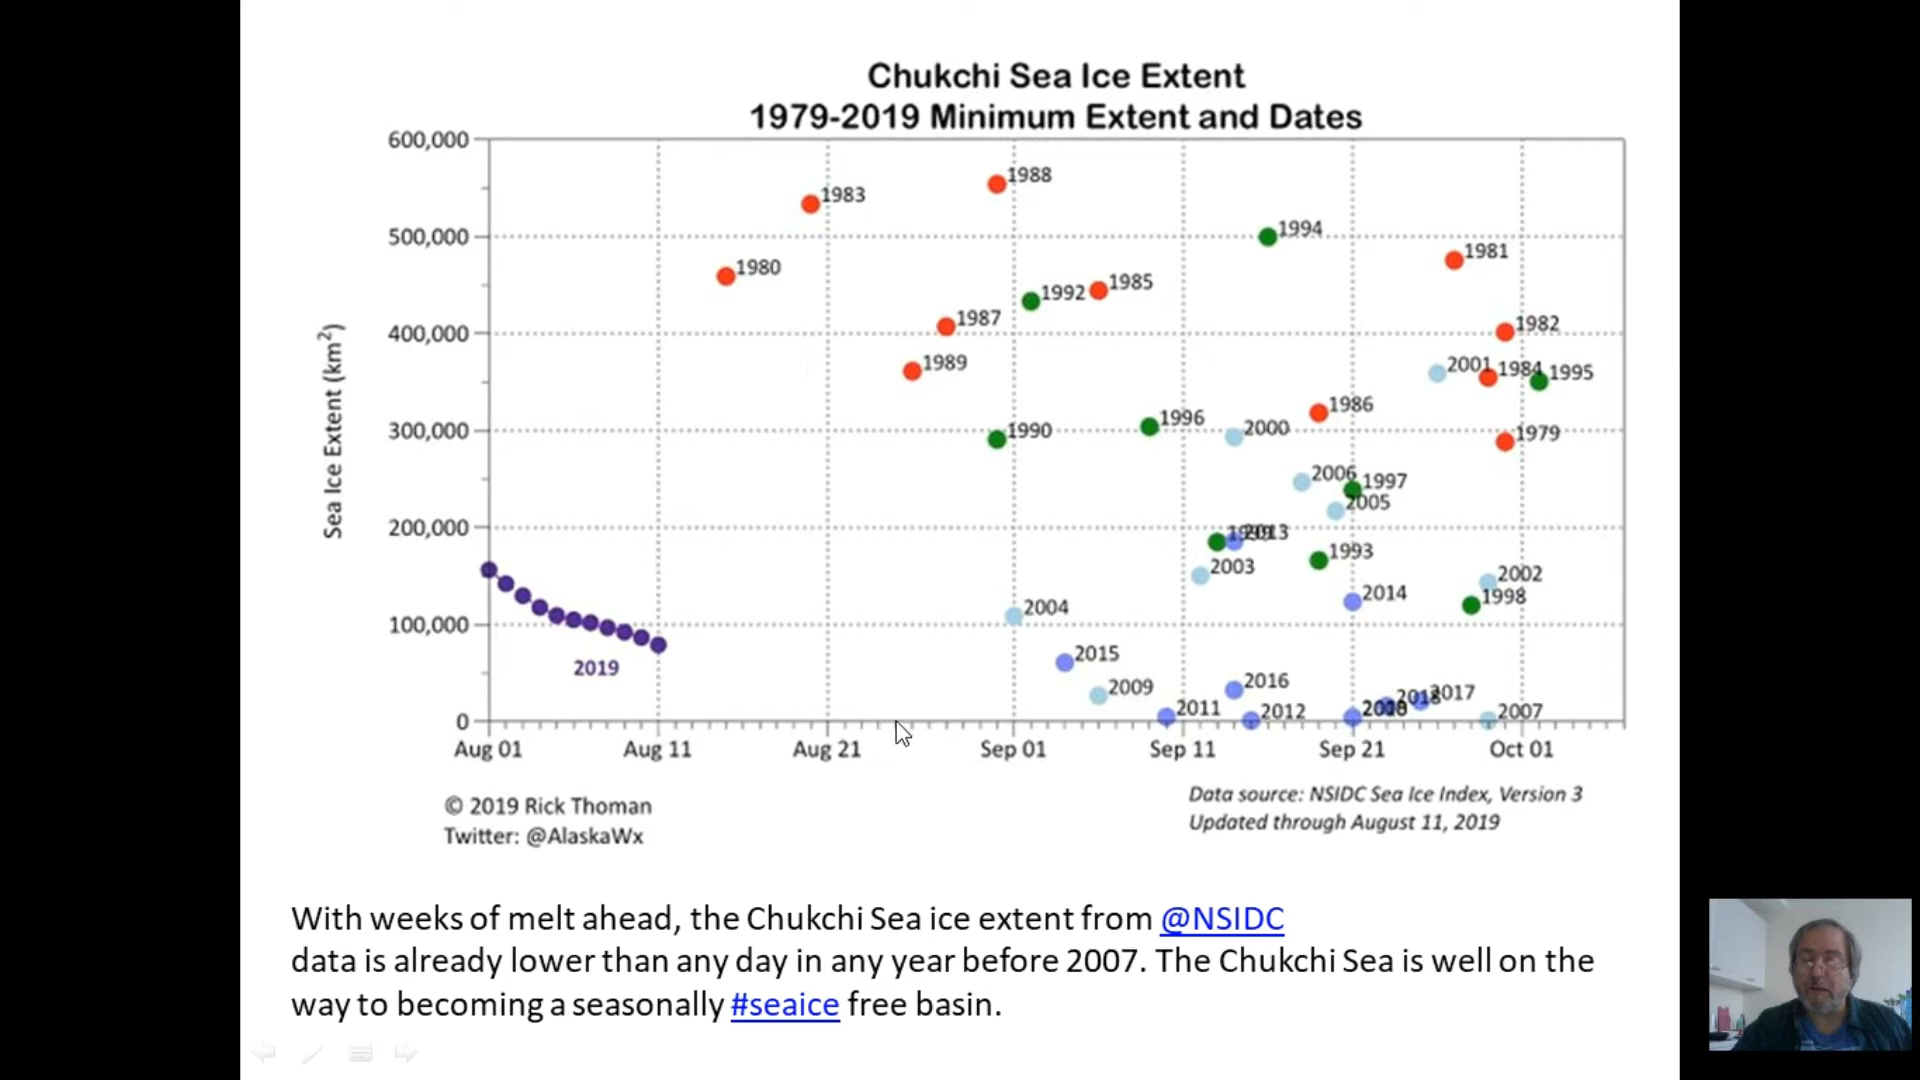 Chukchi Sea Ice Extent
1979-2019 Minimum Extent and Dates
Sea Ice Extent (km²)
600,000
500,000
400,000
300,000
200,000
100,000
0
1988
1983
1994
1981
1980
1985
1992
1987
1982
1989
2001
1984
1995
1986
1996
2000
1990
1979
2006
1997
2005
2013
1993
2003
2002
2014
1998
2004
2019
2015
2009
2016
2017
2011
2012
2007
Aug 01
Aug 11
Aug 21
Sep 01
Sep 11
Sep 21
Oct 01
© 2019 Rick Thoman
Twitter: @AlaskaWx
Data source: NSIDC Sea Ice Index, Version 3
Updated through August 11, 2019
With weeks of melt ahead, the Chukchi Sea ice extent from @NSIDC
data is already lower than any day in any year before 2007. The Chukchi Sea is well on the
way to becoming a seasonally #seaice free basin.